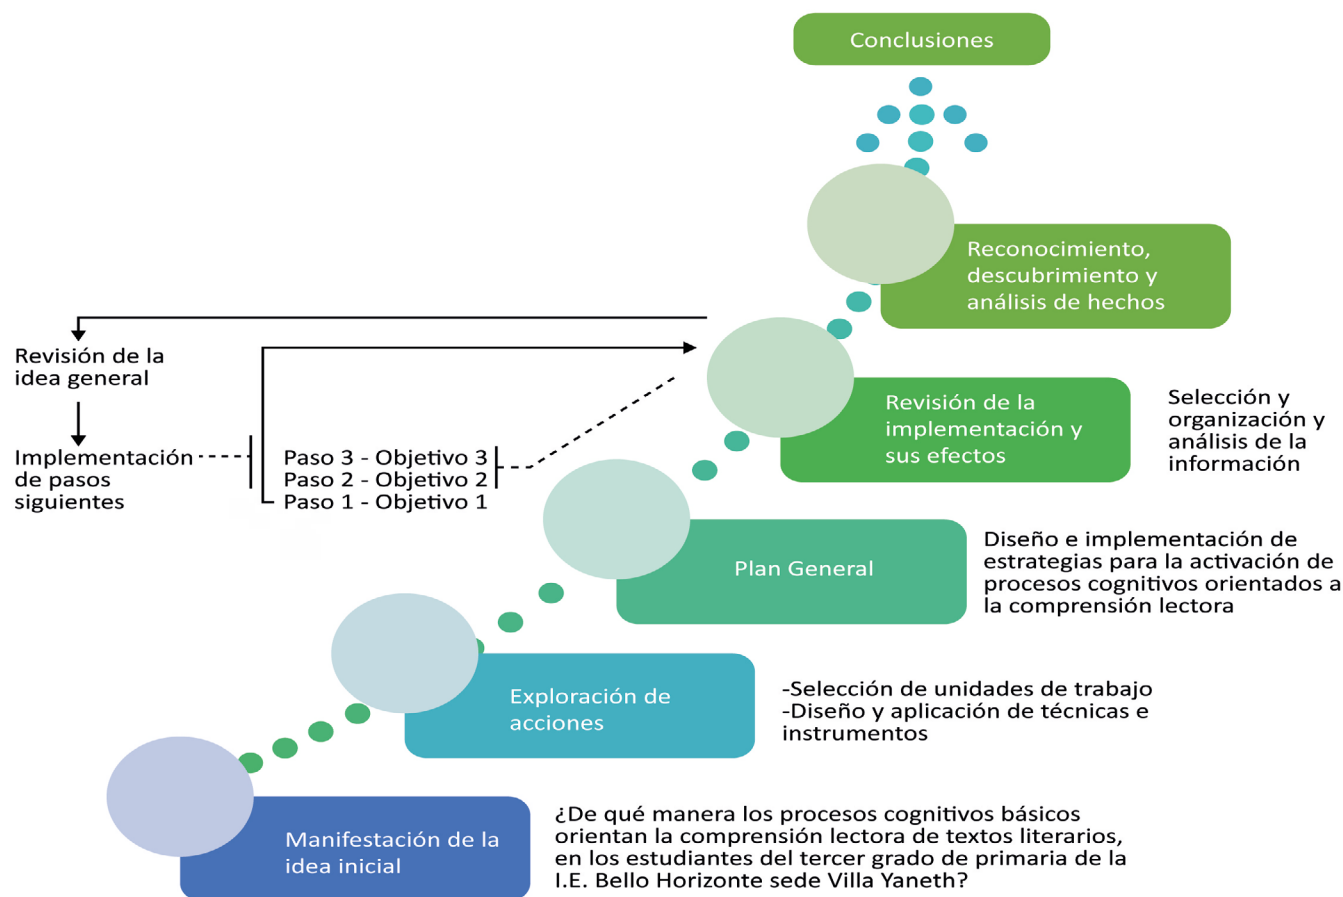 Conclusiones
Reconocimiento,
descubrimiento y
análisis de hechos
Revisión de la
idea general
Implementación
de pasos
siguientes
Paso 3 - Objetivo 3
Paso 2 - Objetivo 2
Paso 1 - Objetivo 1
Revisión de la
implementación y
sus efectos
Selección y
organización y
análisis de la
información
Plan General
Diseño e implementación de
estrategias para la activación de
procesos cognitivos orientados a
la comprensión lectora
Exploración de
acciones
-Selección de unidades de trabajo
-Diseño y aplicación de técnicas e
instrumentos
Manifestación de la
idea inicial
¿De qué manera los procesos cognitivos básicos
orientan la comprensión lectora de textos literarios,
en los estudiantes del tercer grado de primaria de la
I.E. Bello Horizonte sede Villa Yaneth?